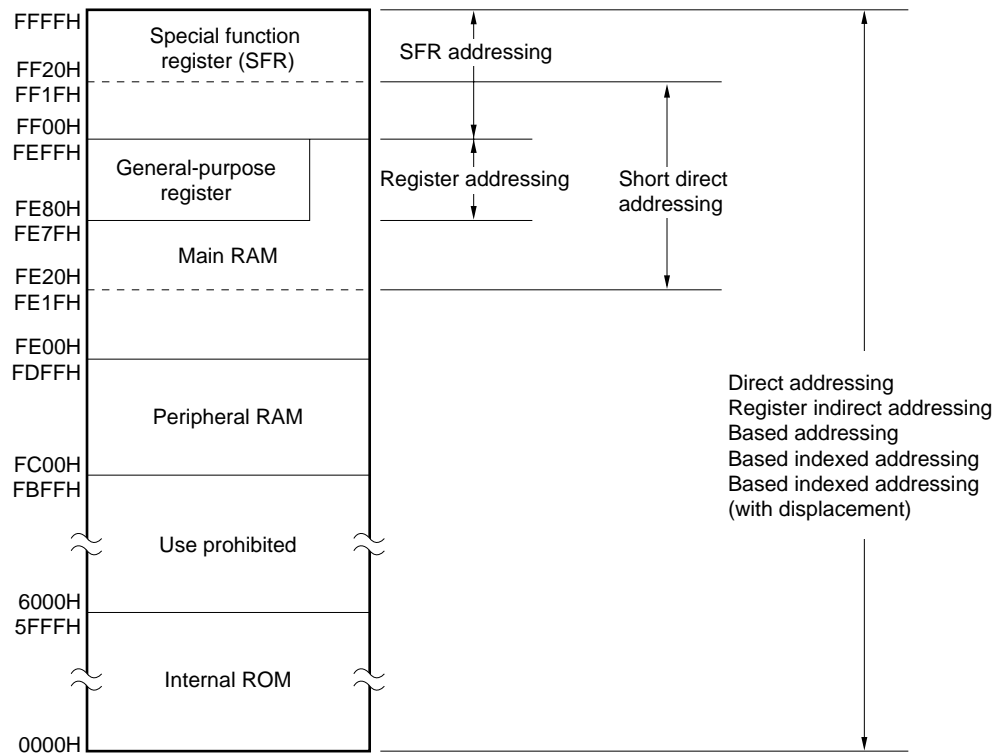 FFFFH
Special function
register (SFR)
SFR addressing
FF20H
FF1FH
FF00H
FEFFH
General-purpose
register
Register addressing
Short direct
addressing
FE80H
FE7FH
Main RAM
FE20H
FE1FH
FE00H
FDFFH
Peripheral RAM
Direct addressing
Register indirect addressing
Based addressing
Based indexed addressing
Based indexed addressing
(with displacement)
FC00H
FBFFH
Use prohibited
6000H
5FFFH
Internal ROM
0000H